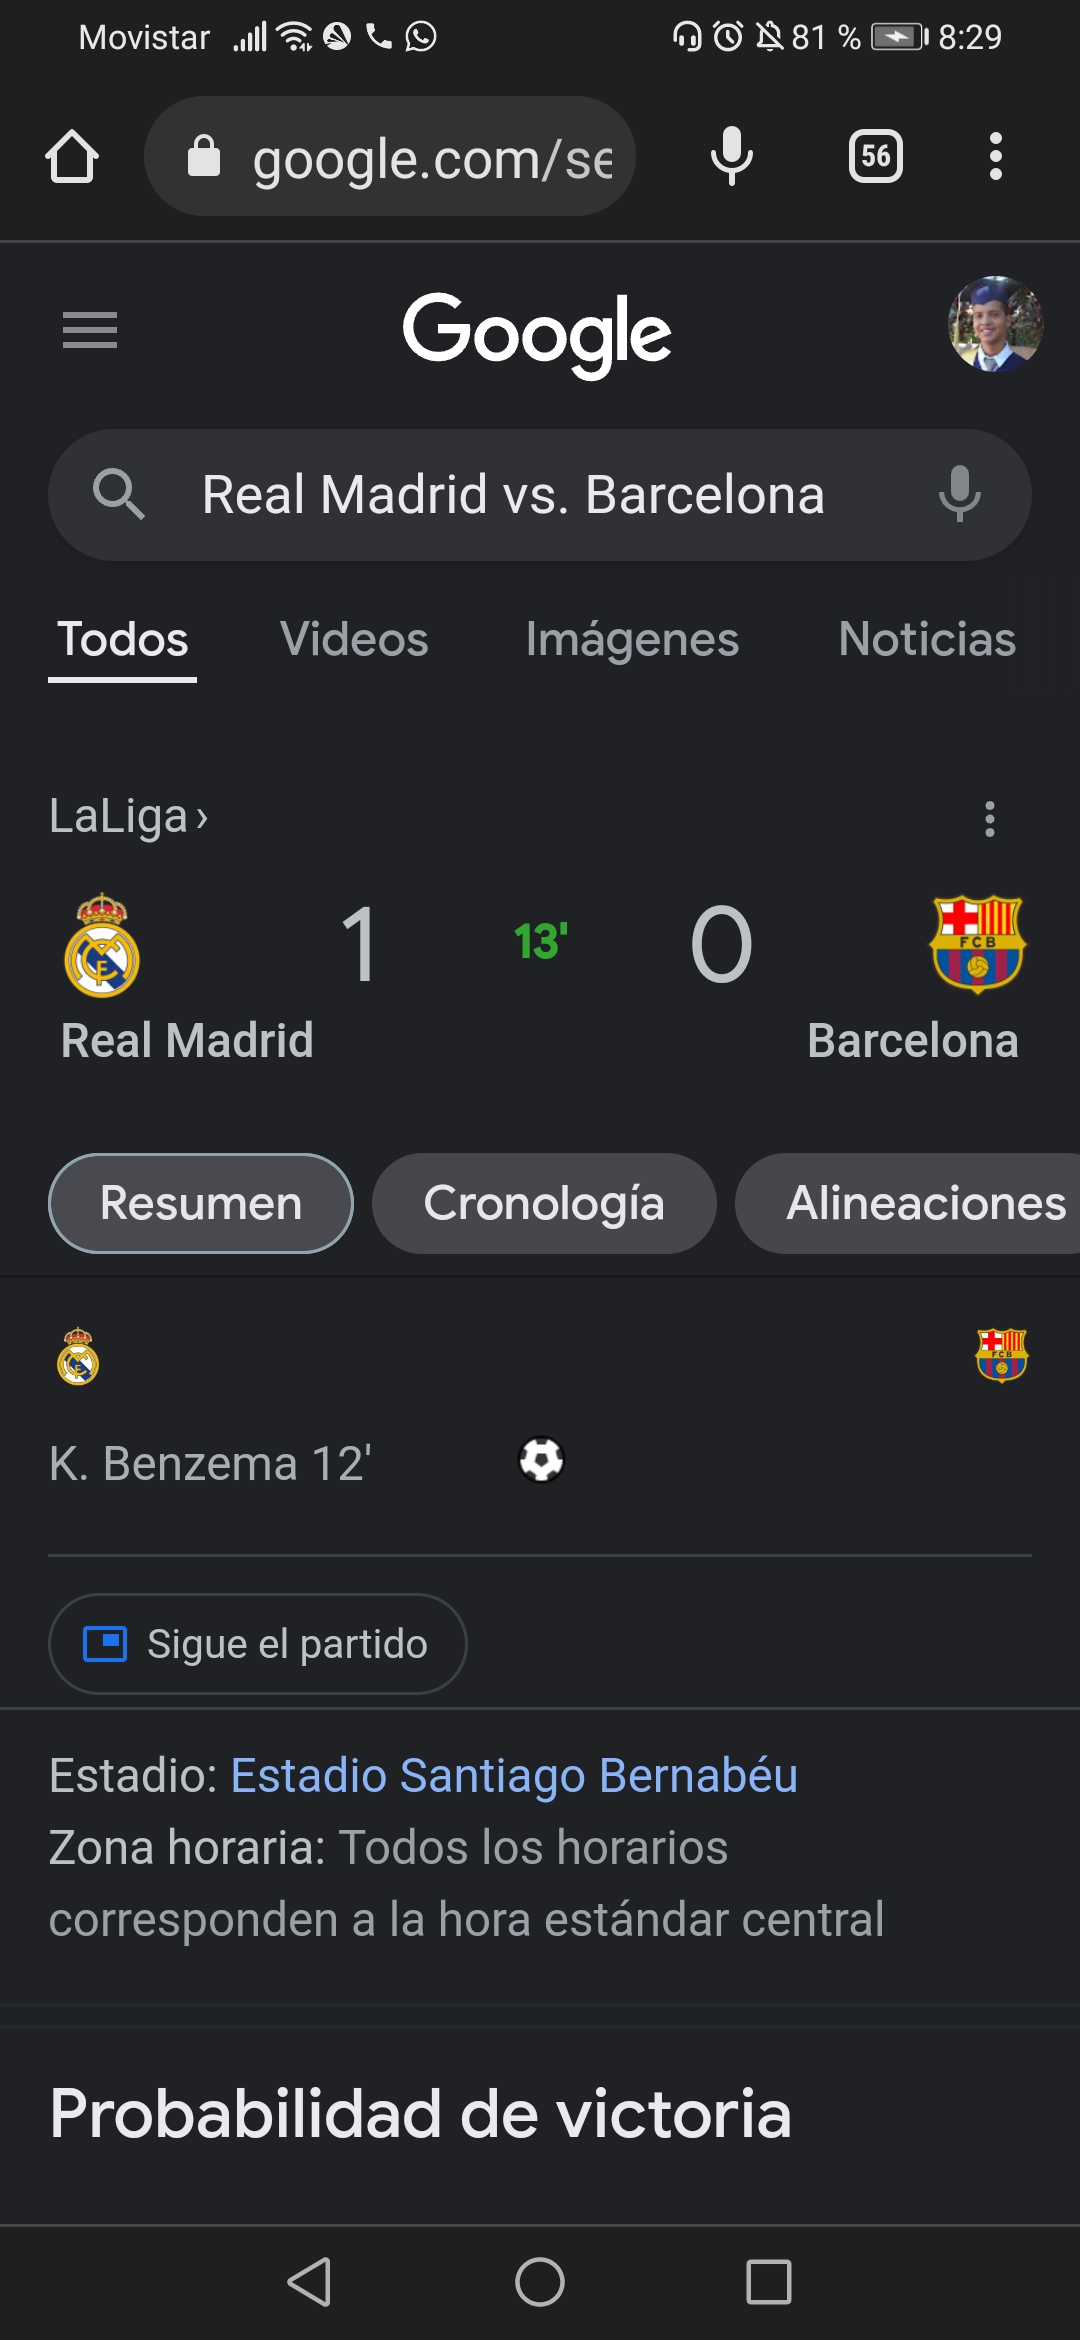 Movistar 81 % 8:29
google.com/se
56
Google
Real Madrid vs. Barcelona
Todos Videos Imágenes Noticias
LaLiga ›
1 13' 0
FCB
Real Madrid Barcelona
Resumen Cronología Alineaciones
FCB
K. Benzema 12'
Sigue el partido
Estadio: Estadio Santiago Bernabéu
Zona horaria: Todos los horarios
corresponden a la hora estándar central
Probabilidad de victoria